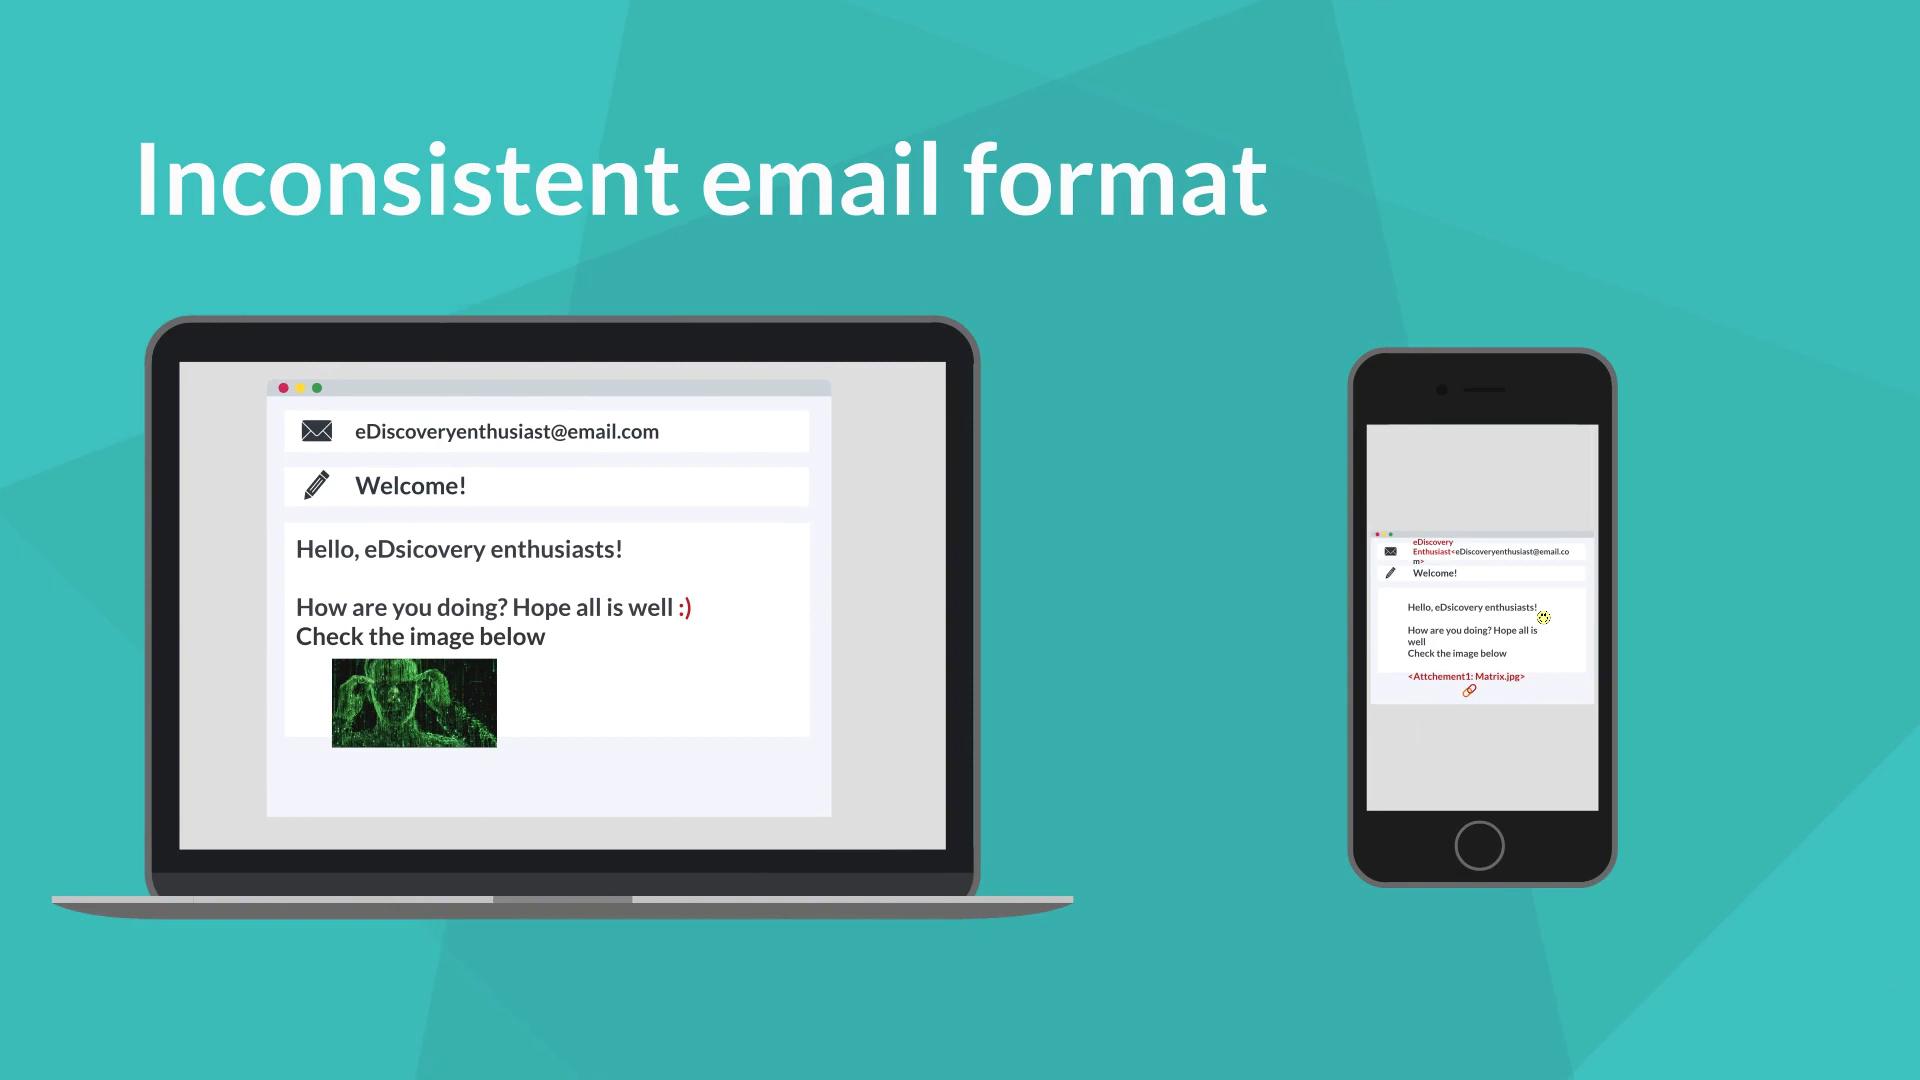 Inconsistent email format
eDiscoveryenthusiast@email.com
Welcome!
Hello, eDsicovery enthusiasts!
How are you doing? Hope all is well :)
Check the image below
eDiscovery
Enthusiast<eDiscoveryenthusiast@email.co
m>
Welcome!
Hello, eDsicovery enthusiasts!
How are you doing? Hope all is
well
Check the image below
<Attchement1: Matrix.jpg>